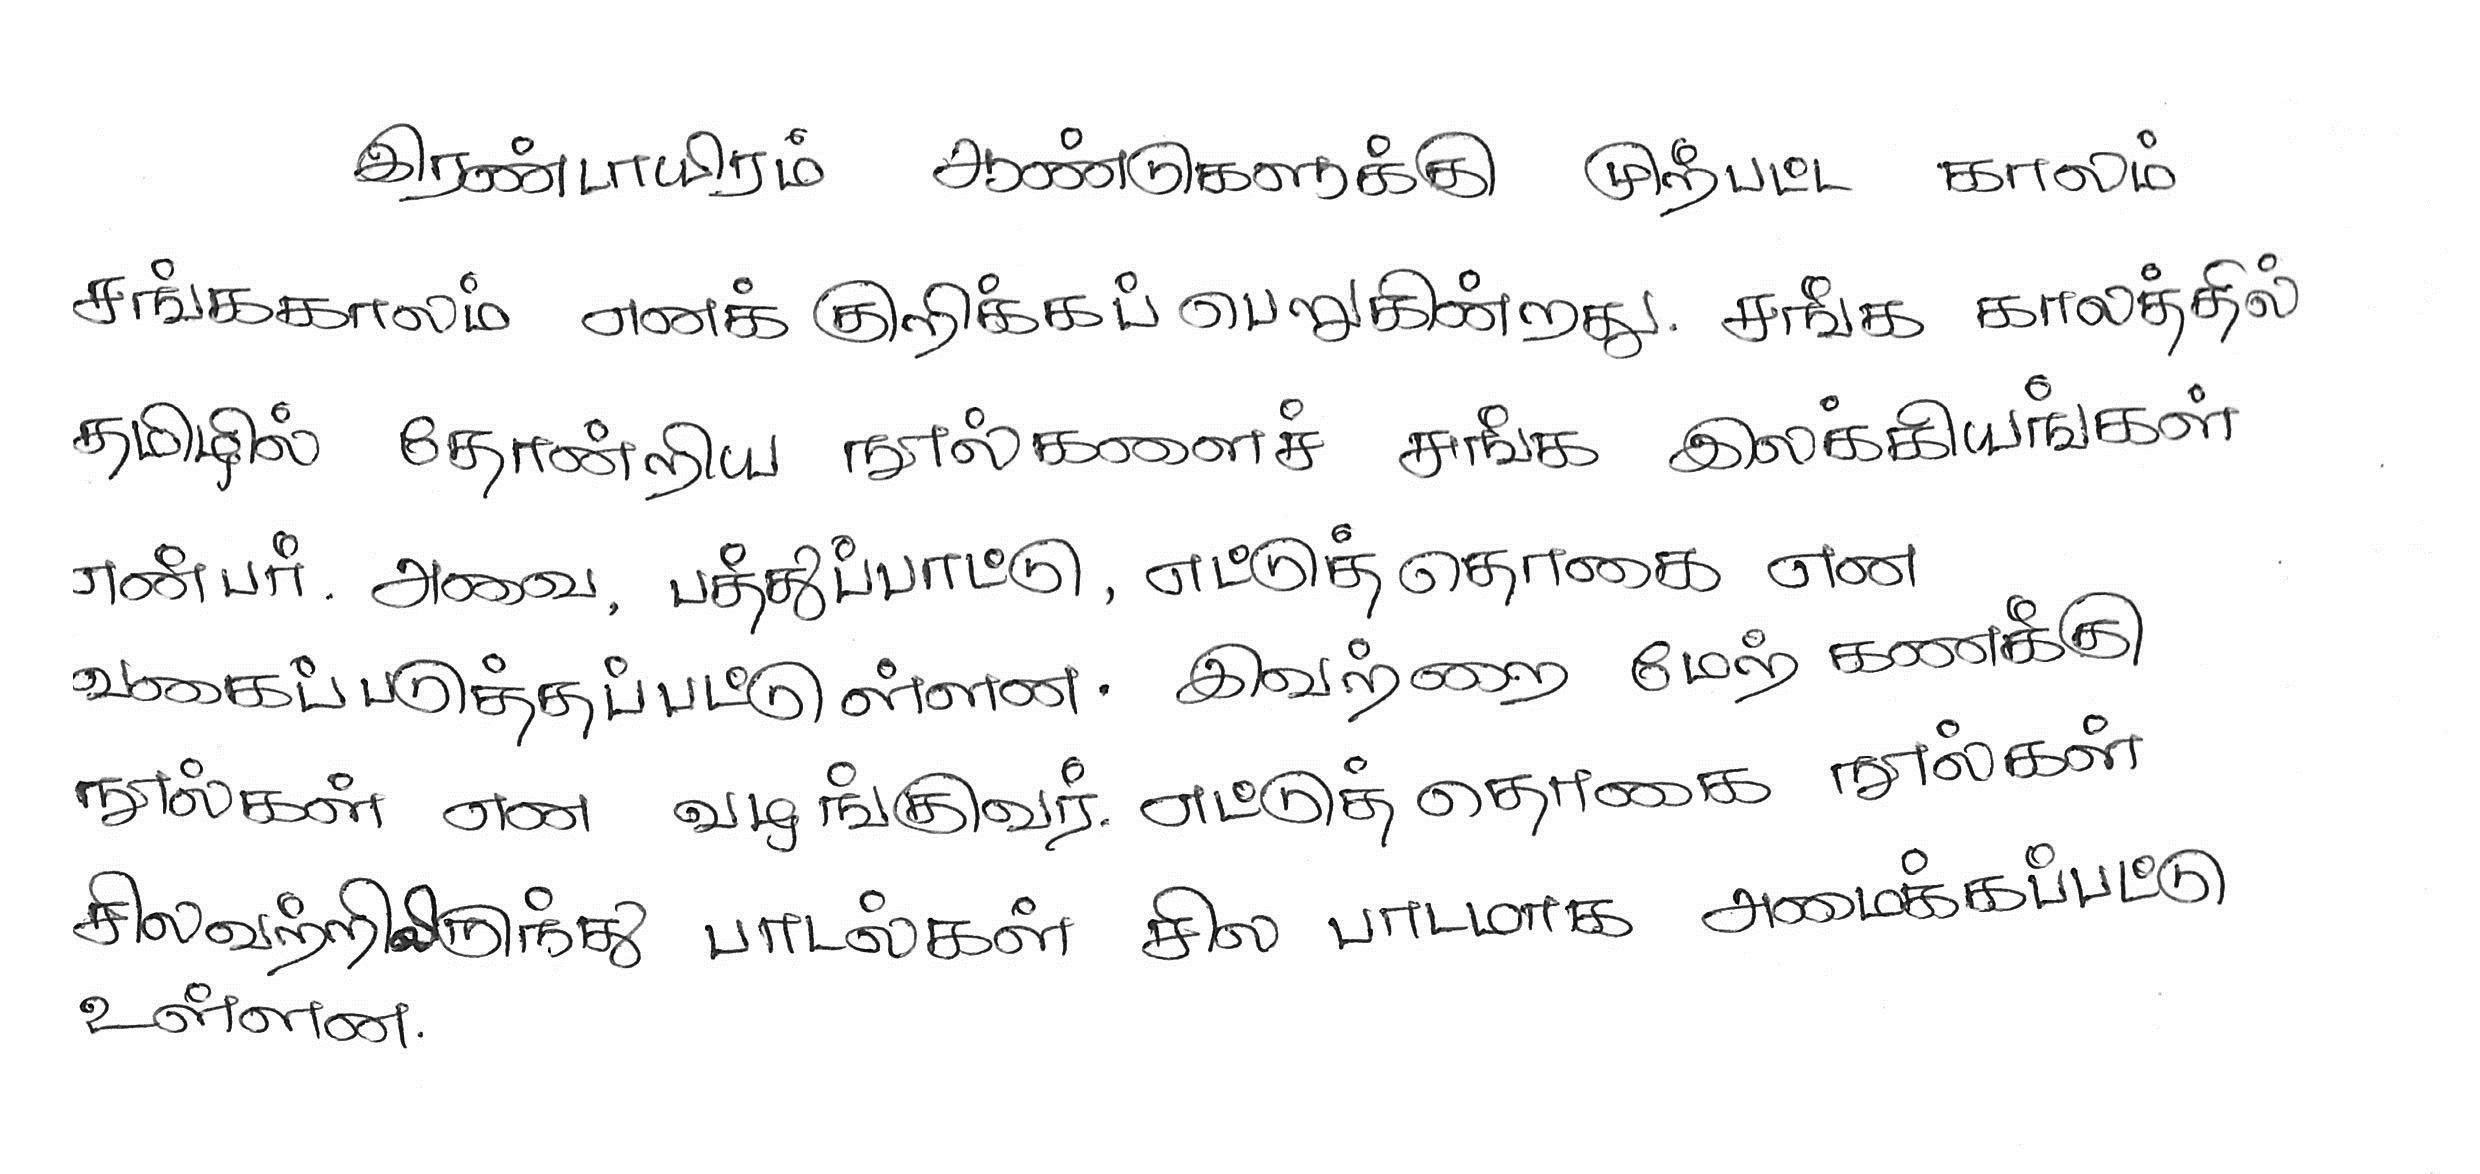 இரண்டாயிரம் ஆண்டுகளுக்கு முற்பட்ட காலம்
சங்ககாலம் எனக் குறிக்கப் பெறுகின்றது. சங்க காலத்தில்
தமிழில் தோன்றிய நூல்களைச் சங்க இலக்கியங்கள்
என்பர். அவை, பத்துப்பாட்டு, எட்டுத் தொகை என
வகைப் படுத்தப்பட்டுள்ளன. இவற்றை மேற் கணக்கு
நூல்கள் என வழங்குவர். எட்டுத் தொகை நூல்கள்
சிலவற்றிலிருந்து பாடல்கள் சில பாடமாக அமைக்கப்பட்டு
உள்ளன.